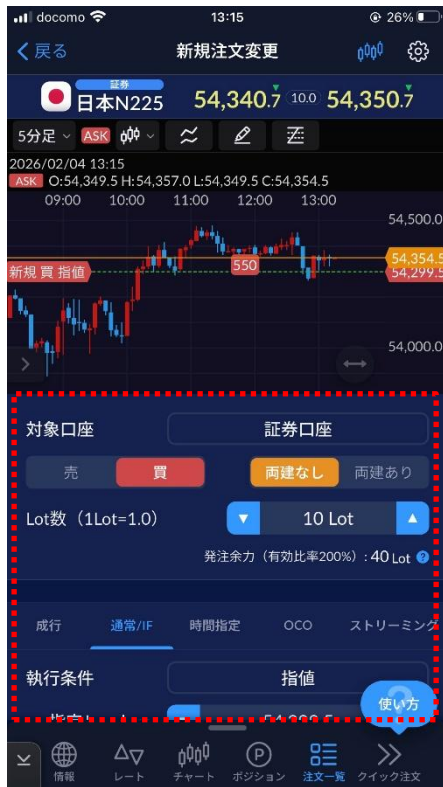 docomo 13:15 26%
戻る 新規注文変更
証券
日本N225 54,340.7 10.0 54,350.7
5分足 ASK
2026/02/04 13:15
ASK O:54,349.5 H:54,357.0 L:54,349.5 C:54,354.5
09:00 10:00 11:00 12:00 13:00
54,500.0
54,354.5
新規 買 指値 550 54,299.5
54,000.0
対象口座 証券口座
売 買 両建なし 両建あり
Lot数（1Lot=1.0） 10 Lot
発注余力（有効比率200%）: 40 Lot
成行 通常/IF 時間指定 OCO ストリーミング
執行条件 指値
使い方
情報 レート チャート ポジション 注文一覧 クイック注文